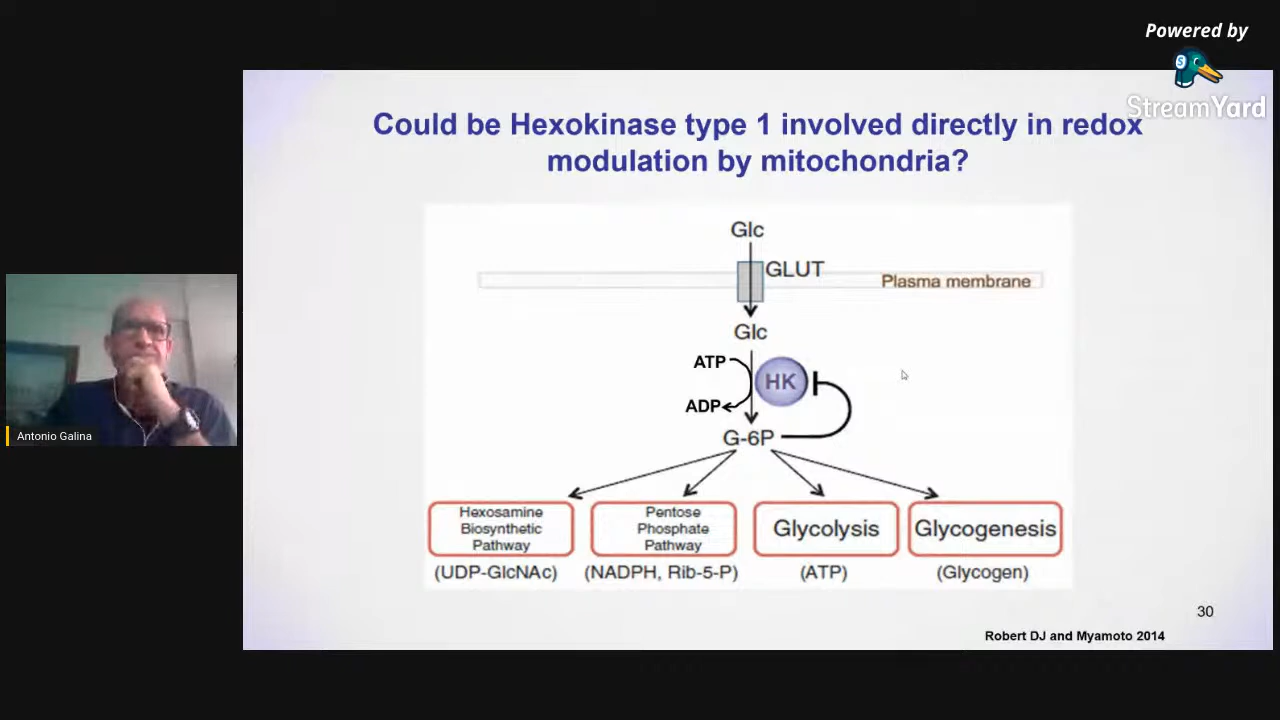 Powered by
StreamYard
Could be Hexokinase type 1 involved directly in redox
modulation by mitochondria?
Glc
GLUT
Plasma membrane
Glc
ATP
HK
ADP
G-6P
Hexosamine
Biosynthetic
Pathway
(UDP-GlcNAc)
Pentose
Phosphate
Pathway
(NADPH, Rib-5-P)
Glycolysis
(ATP)
Glycogenesis
(Glycogen)
30
Robert DJ and Myamoto 2014
Antonio Galina